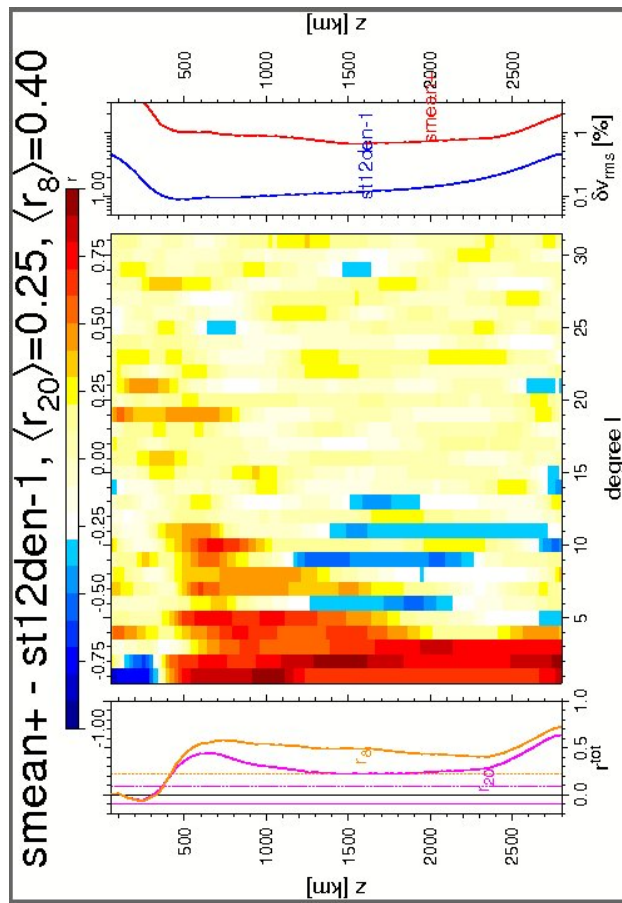 smean+ - st12den-1, ⟨r20⟩=0.25, ⟨r8⟩=0.40
r
-1.00 -0.75 -0.50 -0.25 0.00 0.25 0.50 0.75 1.00
z [km]
500
1000
1500
2000
2500
r8
r20
0.0 0.5 1.0
r^tot
5 10 15 20 25 30
degree l
st12den-1
smean+
0.1 1
δv_rms [%]
500
1000
1500
2000
2500
z [km]